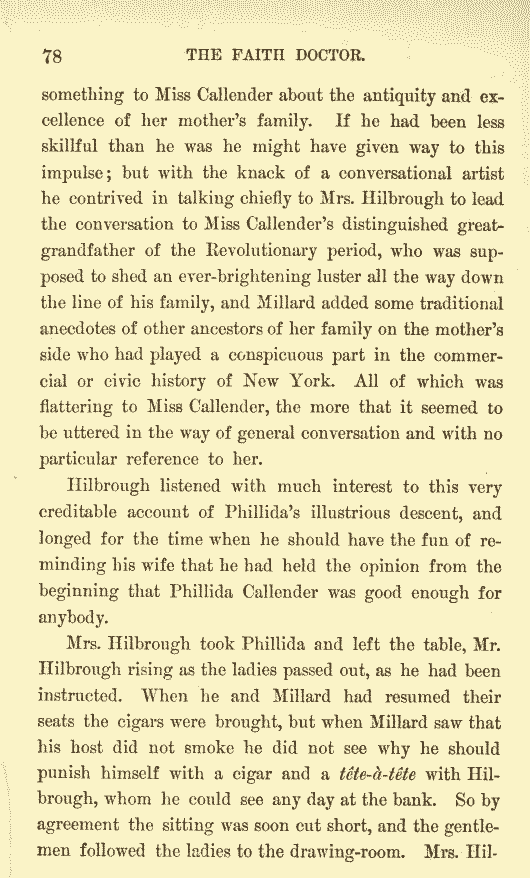 78
THE FAITH DOCTOR.
something to Miss Callender about the antiquity and ex-
cellence of her mother's family. If he had been less
skillful than he was he might have given way to this
impulse; but with the knack of a conversational artist
he contrived in talking chiefly to Mrs. Hilbrough to lead
the conversation to Miss Callender's distinguished great-
grandfather of the Revolutionary period, who was sup-
posed to shed an ever-brightening luster all the way down
the line of his family, and Millard added some traditional
anecdotes of other ancestors of her family on the mother's
side who had played a conspicuous part in the commer-
cial or civic history of New York. All of which was
flattering to Miss Callender, the more that it seemed to
be uttered in the way of general conversation and with no
particular reference to her.
Hilbrough listened with much interest to this very
creditable account of Phillida's illustrious descent, and
longed for the time when he should have the fun of re-
minding his wife that he had held the opinion from the
beginning that Phillida Callender was good enough for
anybody.
Mrs. Hilbrough took Phillida and left the table, Mr.
Hilbrough rising as the ladies passed out, as he had been
instructed. When he and Millard had resumed their
seats the cigars were brought, but when Millard saw that
his host did not smoke he did not see why he should
punish himself with a cigar and a tête-à-tête with Hil-
brough, whom he could see any day at the bank. So by
agreement the sitting was soon cut short, and the gentle-
men followed the ladies to the drawing-room. Mrs. Hil-